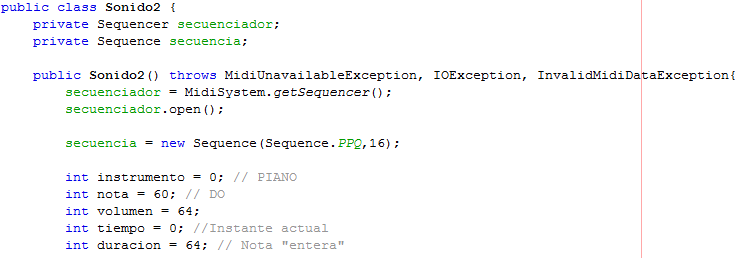 public class Sonido2 {
private Sequencer secuenciador;
private Sequence secuencia;
public Sonido2() throws MidiUnavailableException, IOException, InvalidMidiDataException{
secuenciador = MidiSystem.getSequencer();
secuenciador.open();
secuencia = new Sequence(Sequence.PPQ,16);
int instrumento = 0; // PIANO
int nota = 60; // DO
int volumen = 64;
int tiempo = 0; //Instante actual
int duracion = 64; // Nota "entera"